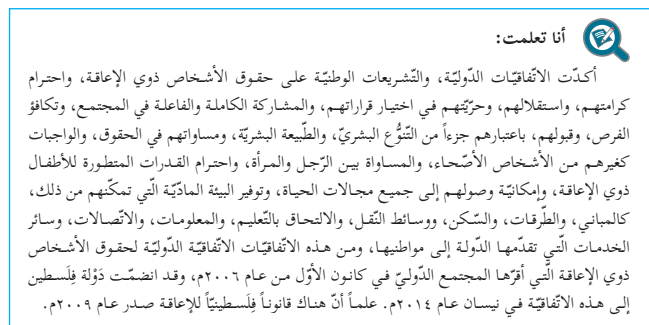 أنا تعلمت:
أكدّت الاتّفاقيّات الدّوليّة، والتّشريعات الوطنيّة على حقوق الأشخاص ذوي الإعاقة، واحترام
كرامتهم، واستقلالهم، وحرّيّتهم في اختيار قراراتهم، والمشاركة الكاملة والفاعلة في المجتمع، وتكافؤ
الفرص، وقبولهم، باعتبارهم جزءاً من التّنوُّع البشريّ، والطّبيعة البشريّة، ومساواتهم في الحقوق، والواجبات
كغيرهم من الأشخاص الأصّحاء، والمساواة بين الرّجل والمرأة، واحترام القدرات المتطورة للأطفال
ذوي الإعاقة، وإمكانيّة وصولهم إلى جميع مجالات الحياة، وتوفير البيئة المادّيّة الّتي تمكّنهم من ذلك،
كالمباني، والطّرقات، والسّكن، ووسائط النّقل، والالتحاق بالتّعليم، والمعلومات، والاتّصالات، وسائر
الخدمات الّتي تقدّمها الدّولة إلى مواطنيها، ومن هذه الاتّفاقيّات الاتّفاقيّة الدّوليّة لحقوق الأشخاص
ذوي الإعاقة الّتي أقرّها المجتمع الدّوليّ في كانون الأوّل من عام ٢٠٠٦م، وقد انضمّت دَوْلة فِلَسطين
إلى هذه الاتّفاقيّة في نيسان عام ٢٠١٤م. علماً أنّ هناك قانوناً فِلَسطينيّاً للإعاقة صدر عام ٢٠٠٩م.